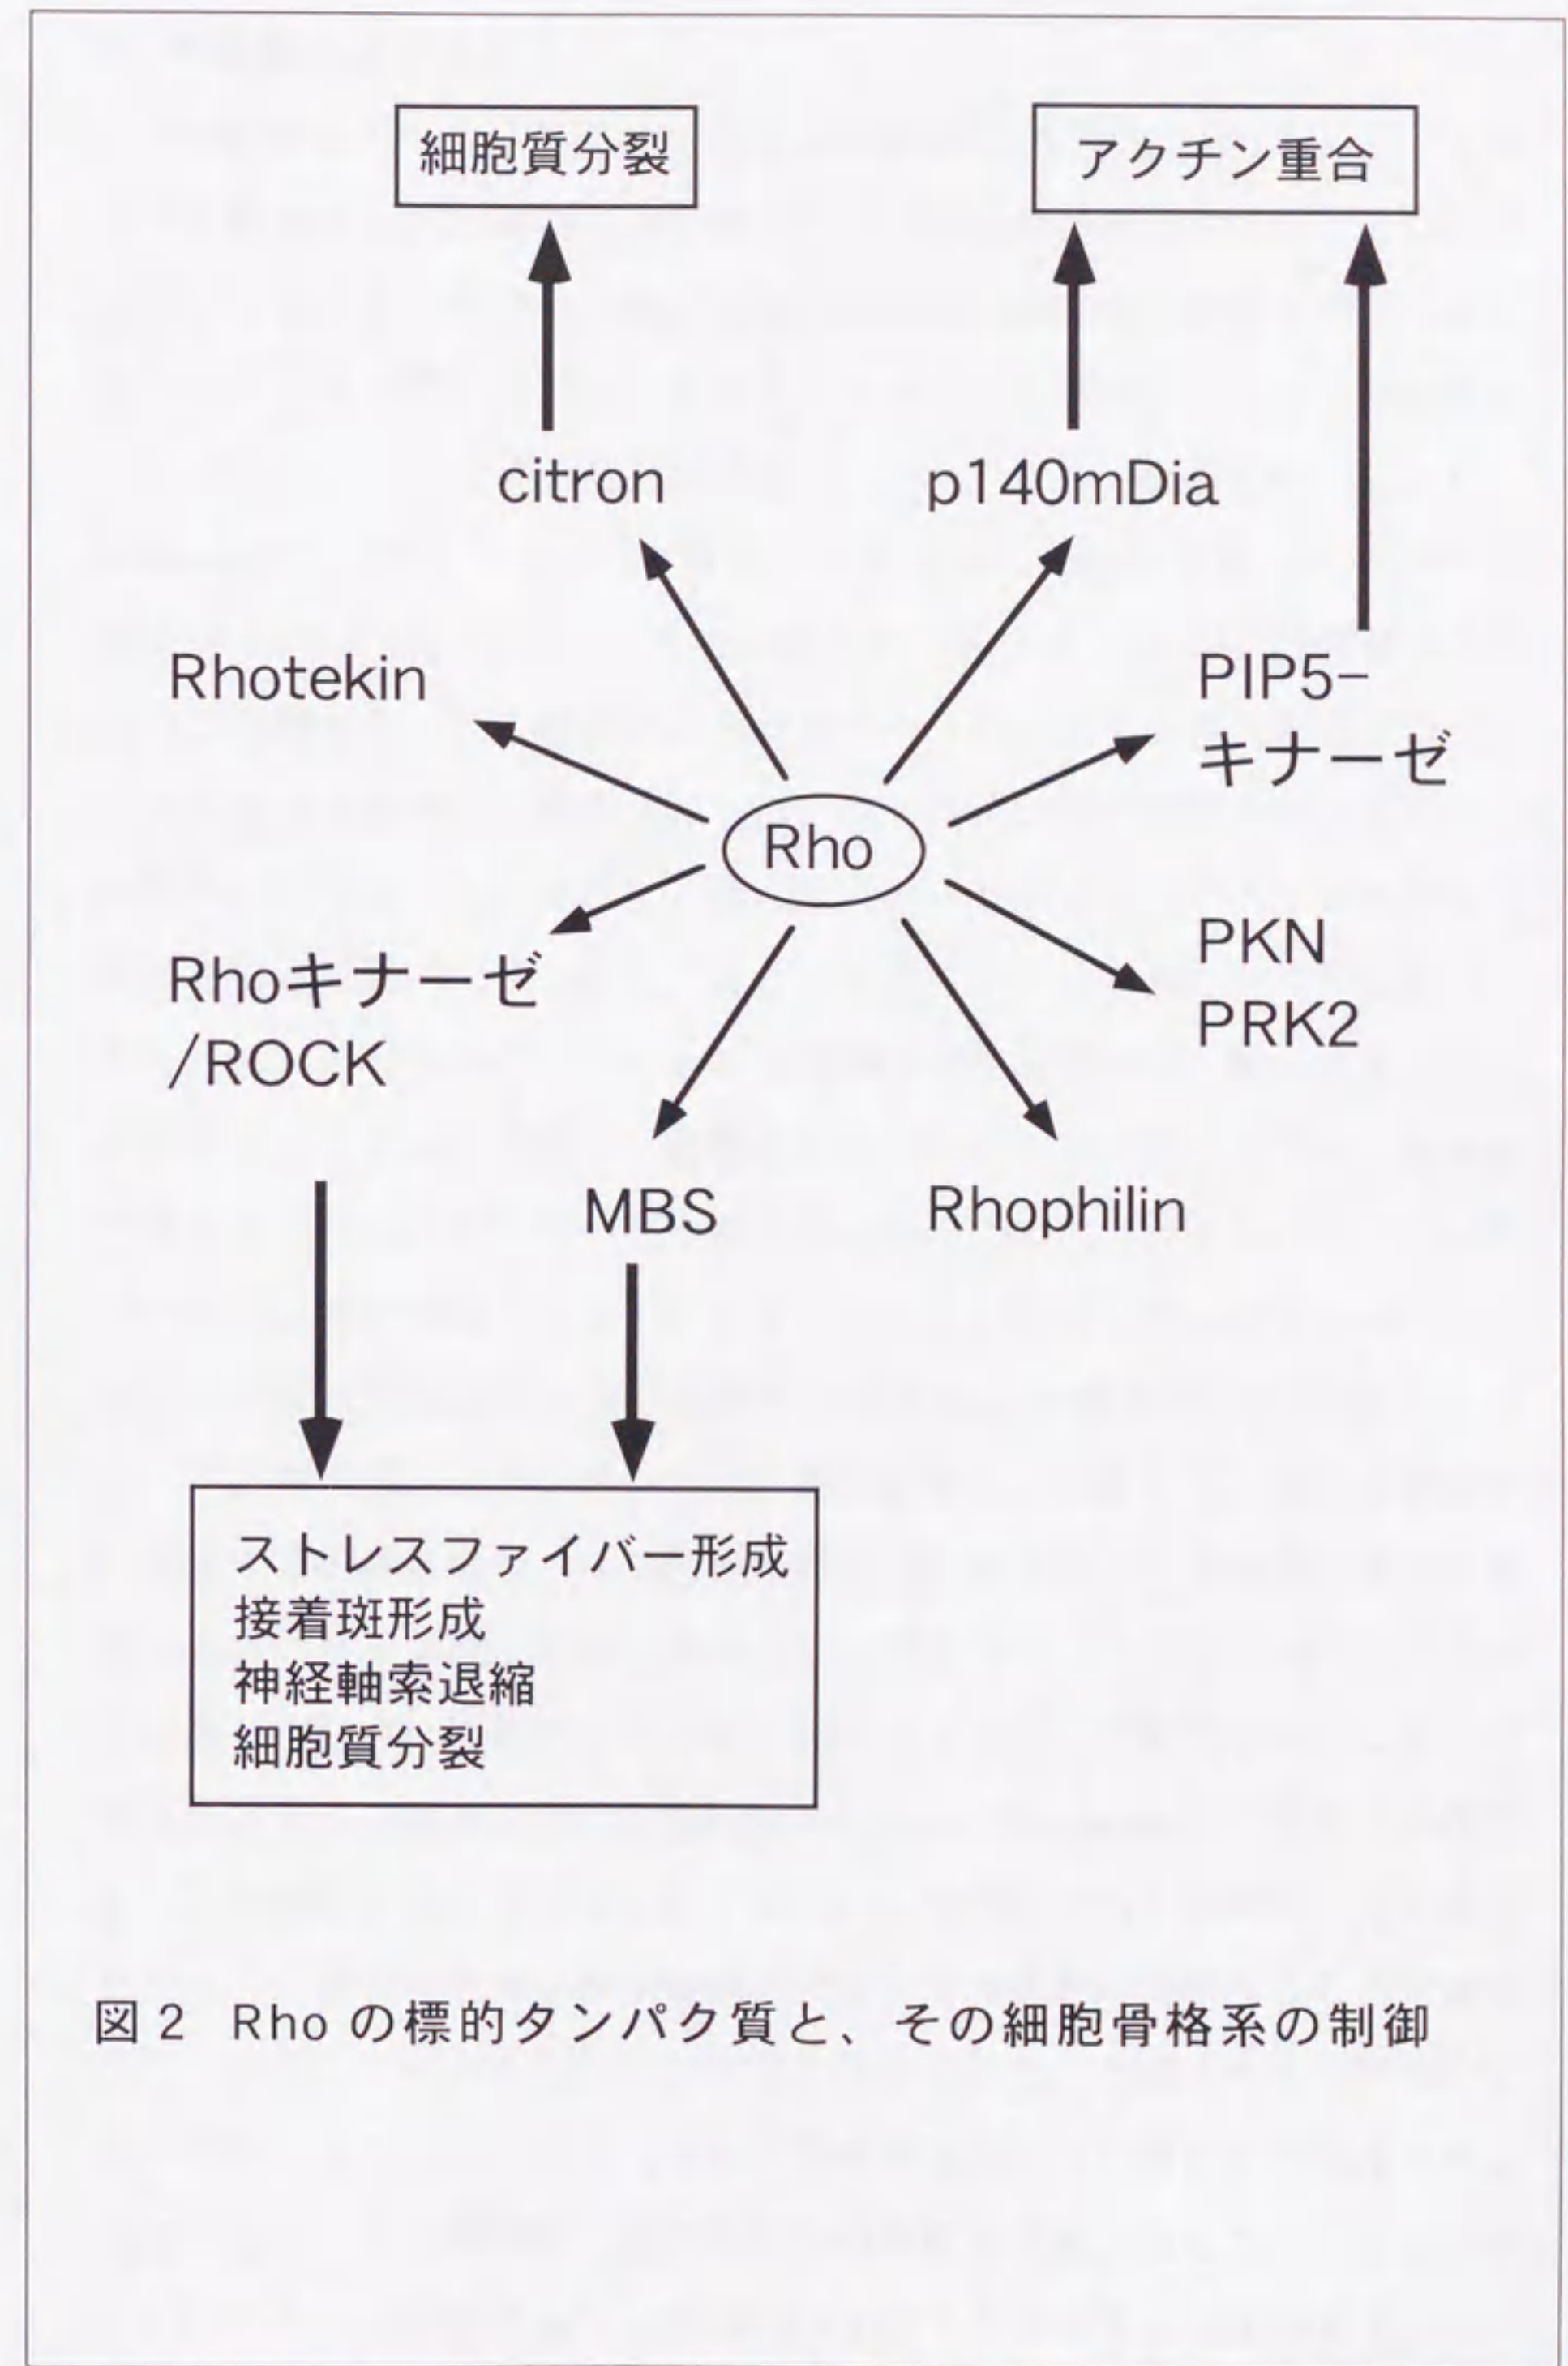 細胞質分裂
アクチン重合
citron
p140mDia
Rhotekin
PIP5-
キナーゼ
Rho
Rhoキナーゼ
/ROCK
PKN
PRK2
MBS
Rhophilin
ストレスファイバー形成
接着斑形成
神経軸索退縮
細胞質分裂
図2 Rho の標的タンパク質と、その細胞骨格系の制御